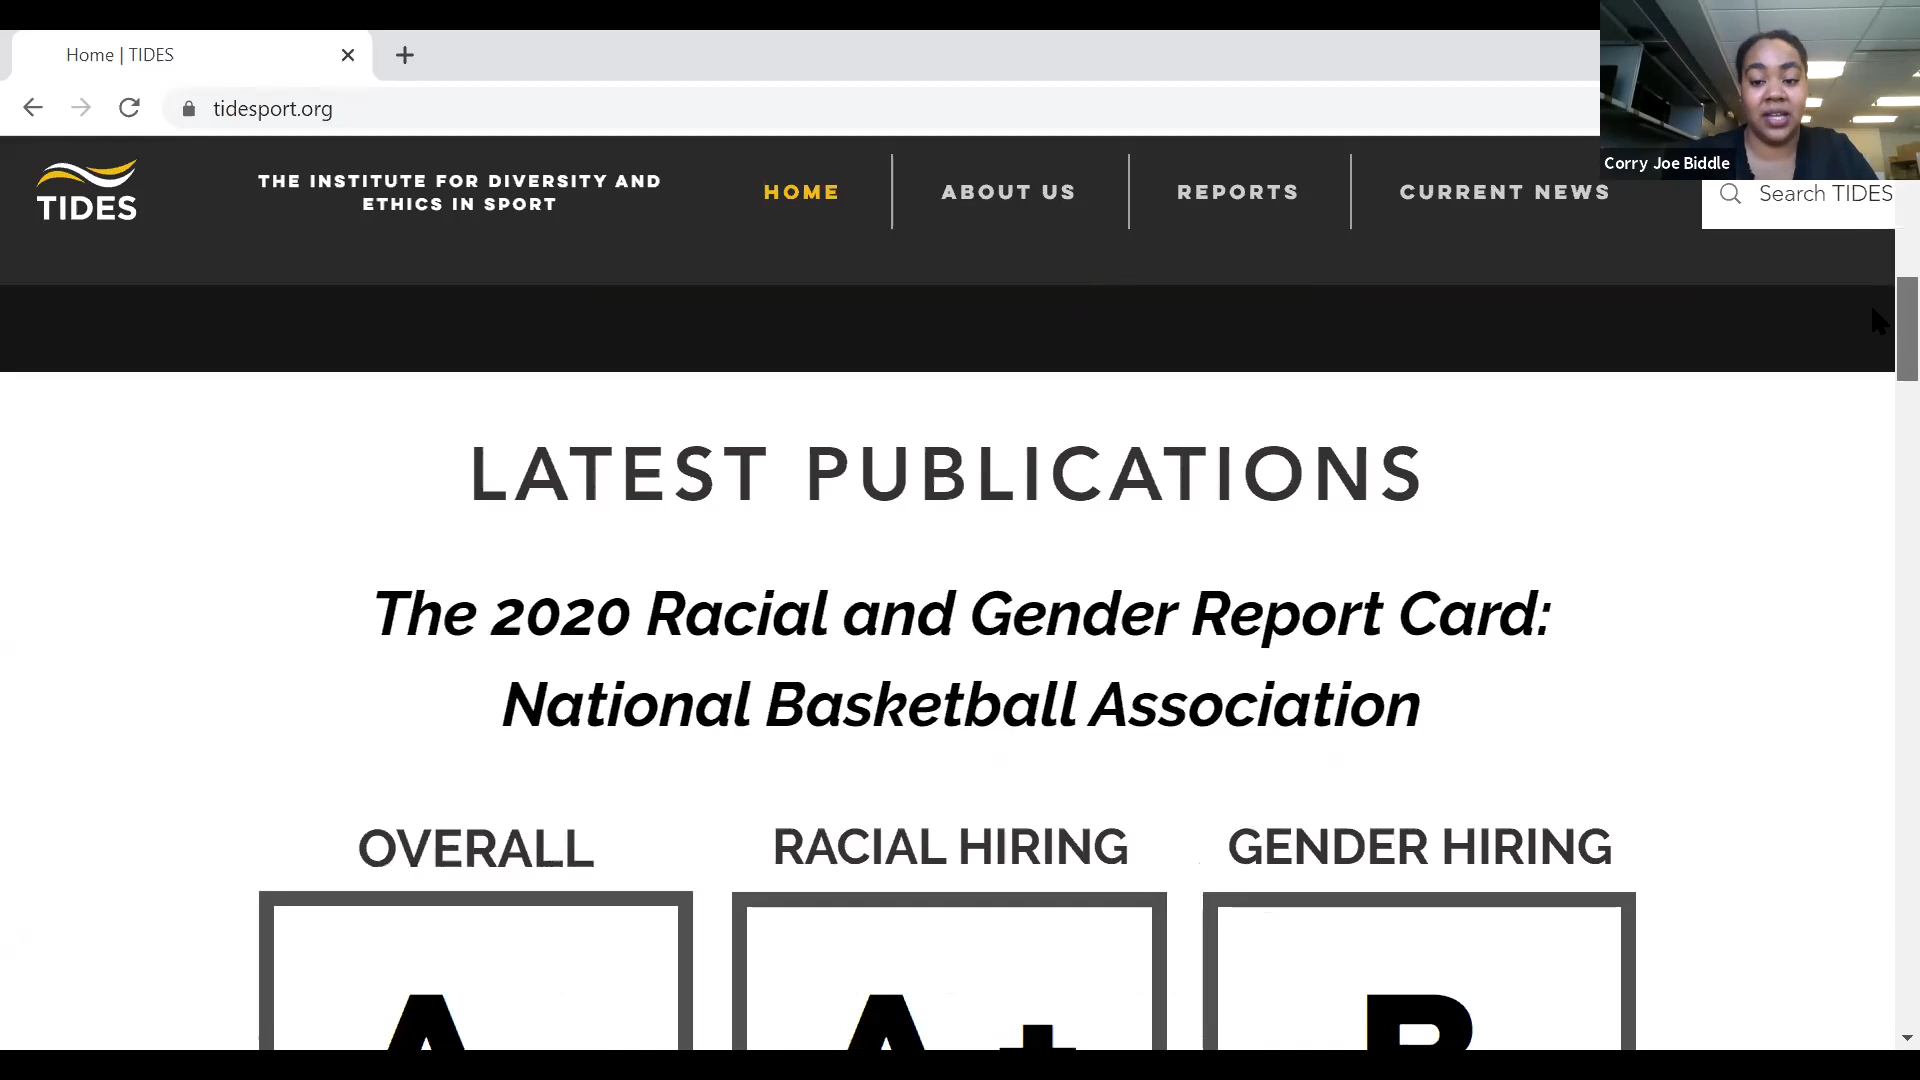 Home | TIDES
tidesport.org
Corry Joe Biddle
TIDES
THE INSTITUTE FOR DIVERSITY AND
ETHICS IN SPORT
HOME
ABOUT US
REPORTS
CURRENT NEWS
Search TIDES
LATEST PUBLICATIONS
The 2020 Racial and Gender Report Card:
National Basketball Association
OVERALL
RACIAL HIRING
GENDER HIRING
A
A+
B